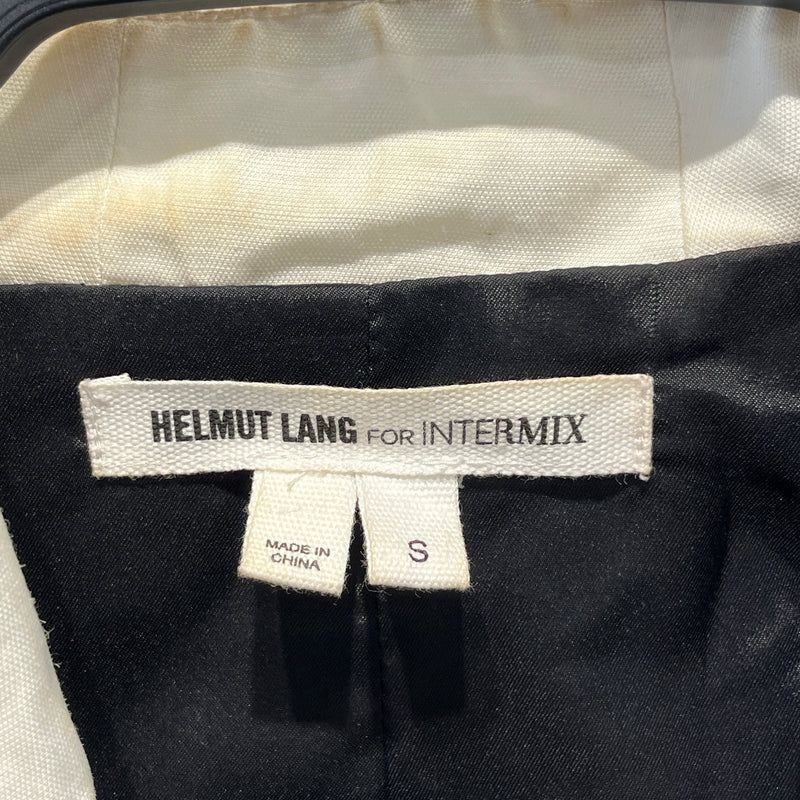 HELMUT LANG FOR INTERMIX
MADE IN
CHINA
S